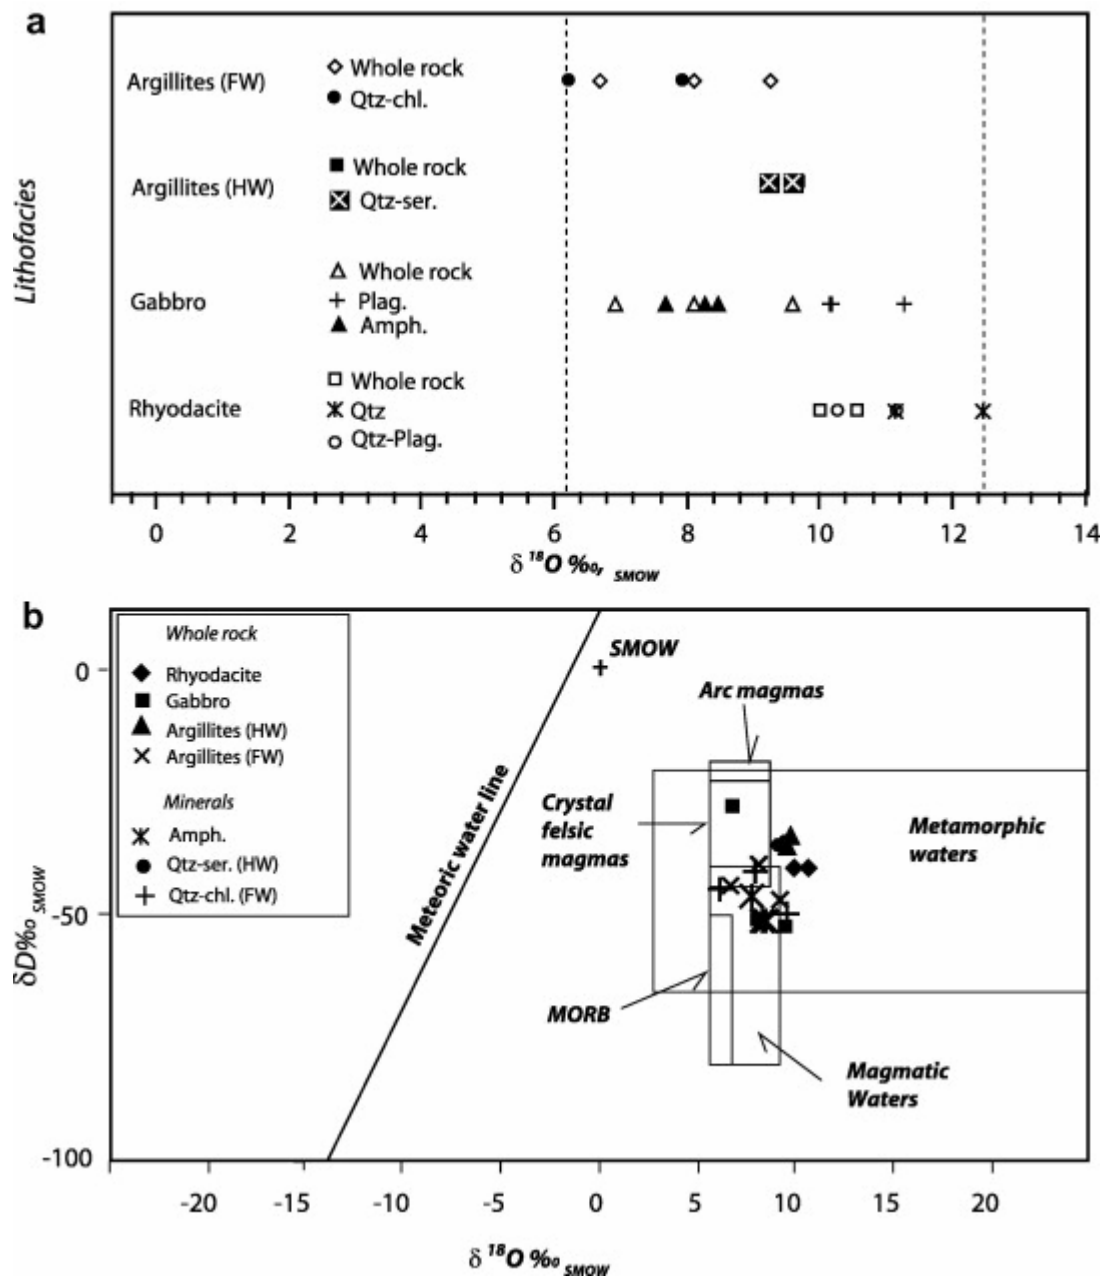 a
Argillites (FW)
Whole rock
Qtz-chl.
Argillites (HW)
Whole rock
Qtz-ser.
Lithofacies
Gabbro
Whole rock
Plag.
Amph.
Rhyodacite
Whole rock
Qtz
Qtz-Plag.
0 2 4 6 8 10 12 14
δ ¹⁸O ‰, SMOW
b
Whole rock
Rhyodacite
Gabbro
Argillites (HW)
Argillites (FW)
Minerals
Amph.
Qtz-ser. (HW)
Qtz-chl. (FW)
SMOW
Arc magmas
Crystal
felsic
magmas
Metamorphic
waters
Meteoric water line
MORB
Magmatic
Waters
0
-50
-100
δD‰ SMOW
-20 -15 -10 -5 0 5 10 15 20
δ ¹⁸O ‰ SMOW